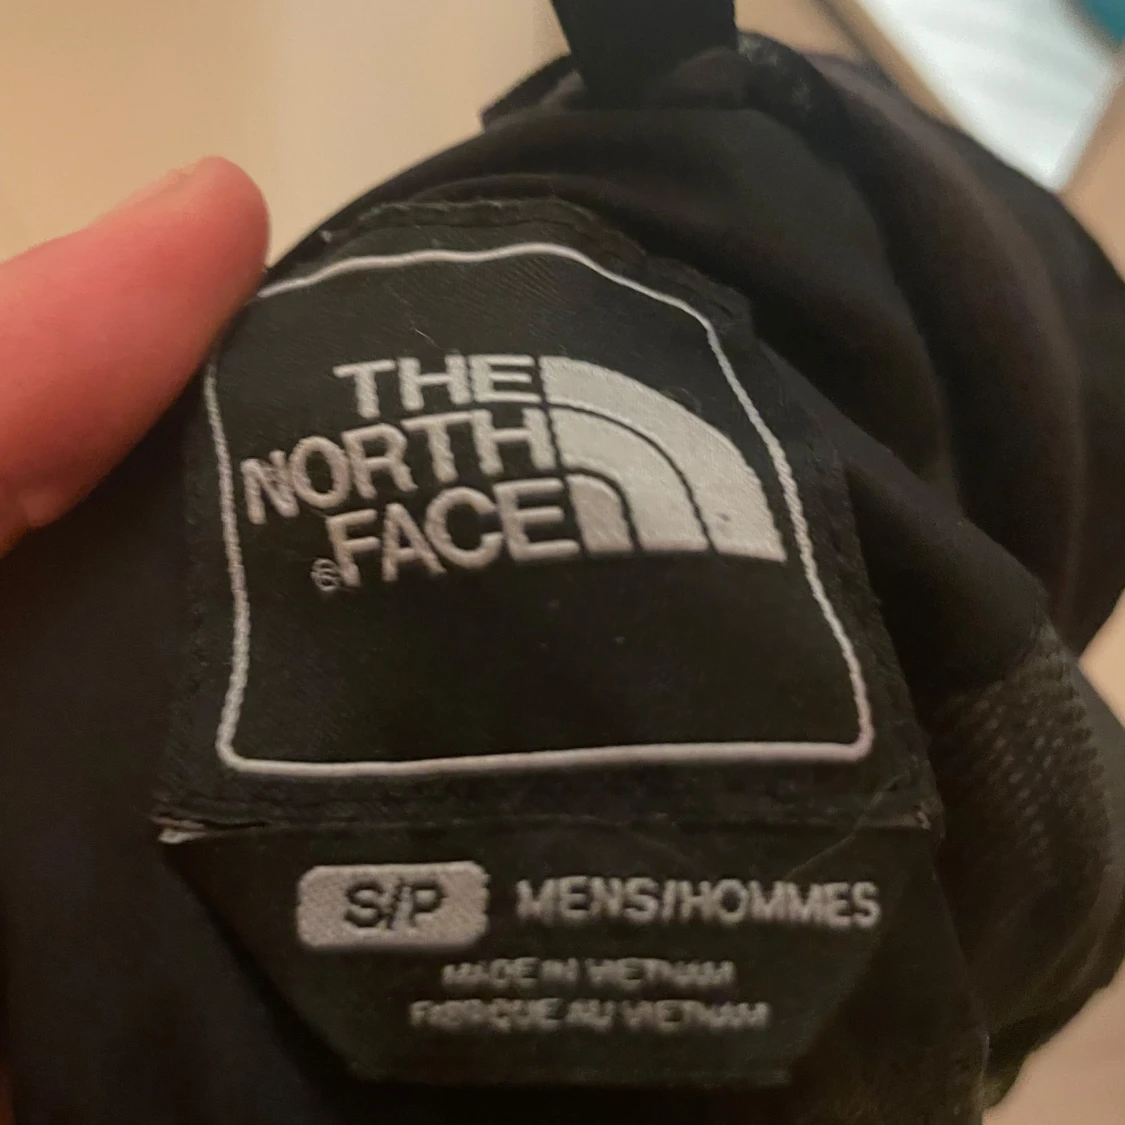 THE
NORTH
FACE
®
S/P MENS/HOMMES
MADE IN VIETNAM
FABRIQUE AU VIETNAM